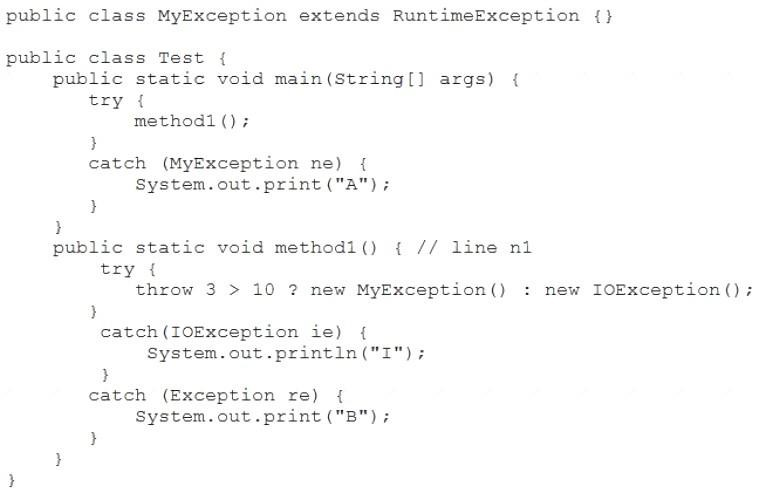 public class MyException extends RuntimeException {}
public class Test {
public static void main(String[] args) {
try {
method1();
}
catch (MyException ne) {
System.out.print("A");
}
}
public static void method1() { // line n1
try {
throw 3 > 10 ? new MyException() : new IOException();
}
catch(IOException ie) {
System.out.println("I");
}
catch (Exception re) {
System.out.print("B");
}
}
}